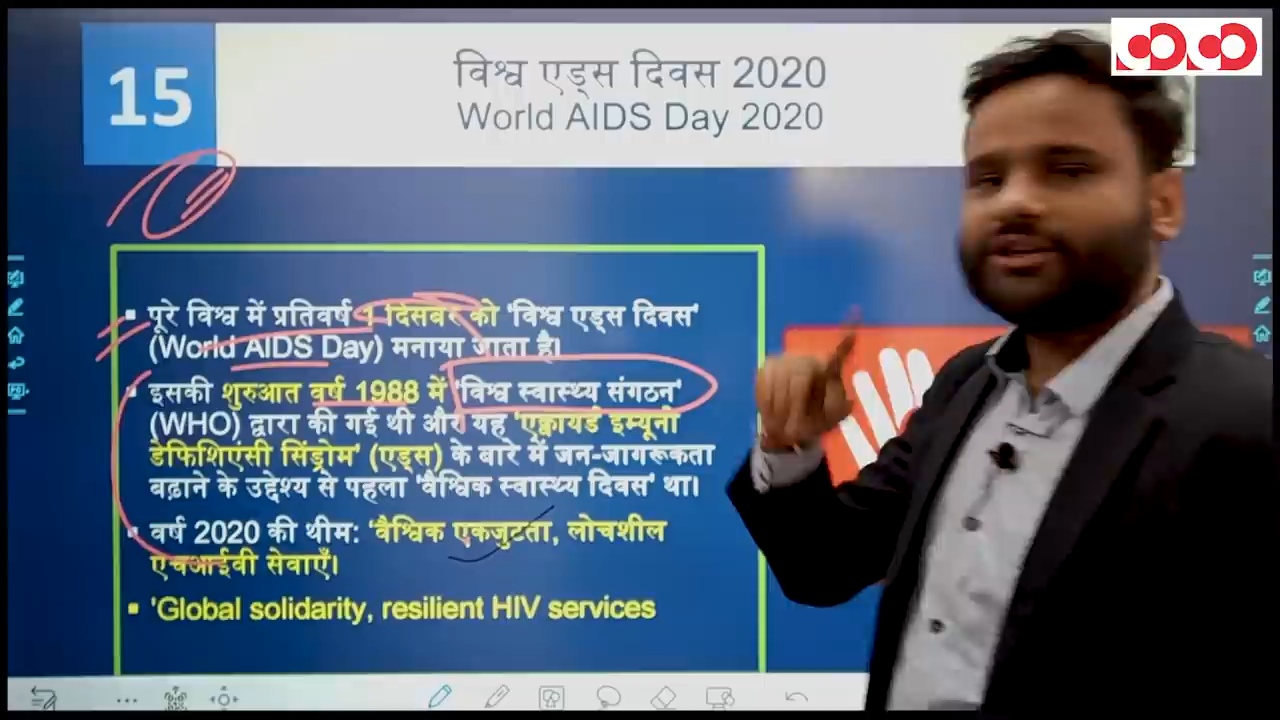 15
विश्व एड्स दिवस 2020
World AIDS Day 2020
▪ पूरे विश्व में प्रतिवर्ष 1 दिसंबर को 'विश्व एड्स दिवस'
(World AIDS Day) मनाया जाता है।
▪ इसकी शुरुआत वर्ष 1988 में 'विश्व स्वास्थ्य संगठन'
(WHO) द्वारा की गई थी और यह 'एक्वायर्ड इम्यूनो
डेफिशिएंसी सिंड्रोम' (एड्स) के बारे में जन-जागरूकता
बढ़ाने के उद्देश्य से पहला 'वैश्विक स्वास्थ्य दिवस' था।
▪ वर्ष 2020 की थीम: 'वैश्विक एकजुटता, लोचशील
एचआईवी सेवाएँ।
▪ 'Global solidarity, resilient HIV services